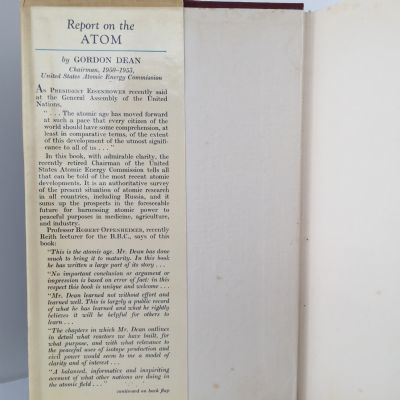 Report on the
ATOM
by GORDON DEAN
Chairman, 1950-1953,
United States Atomic Energy Commission
AS PRESIDENT EISENHOWER recently said
at the General Assembly of the United
Nations,
". . . The atomic age has moved forward
at such a pace that every citizen of the
world should have some comprehension, at
least in comparative terms, of the extent
of this development of the utmost signifi-
cance to all of us . . ."
In this book, with admirable clarity, the
recently retired Chairman of the United
States Atomic Energy Commission tells all
that can be told of the most recent atomic
developments. It is an authoritative survey
of the present situation of atomic research
in all countries, including Russia, and it
sums up the prospects in the foreseeable
future for harnessing atomic power to
peaceful purposes in medicine, agriculture,
and industry.
Professor ROBERT OPPENHEIMER, recently
Reith lecturer for the B.B.C., says of this
book:
"This is the atomic age. Mr. Dean has done
much to bring it to maturity. In this book
he has written a large part of its story . . .
"No important conclusion or argument or
impression is based on error of fact: in this
respect this book is unique and welcome . . .
"Mr. Dean learned not without effort and
learned well. This is largely a public record
of what he has learned and what he rightly
believes it will be helpful for others to
learn . . .
"The chapters in which Mr. Dean outlines
in detail what reactors we have built, for
what purpose, and with what relevance to
the peaceful uses of isotope production and
civil power would seem to me a model of
clarity and of interest . . .
"A balanced, informatics and inspiriting
account of what other nations are doing in
the atomic field . . ."
continued on back flap